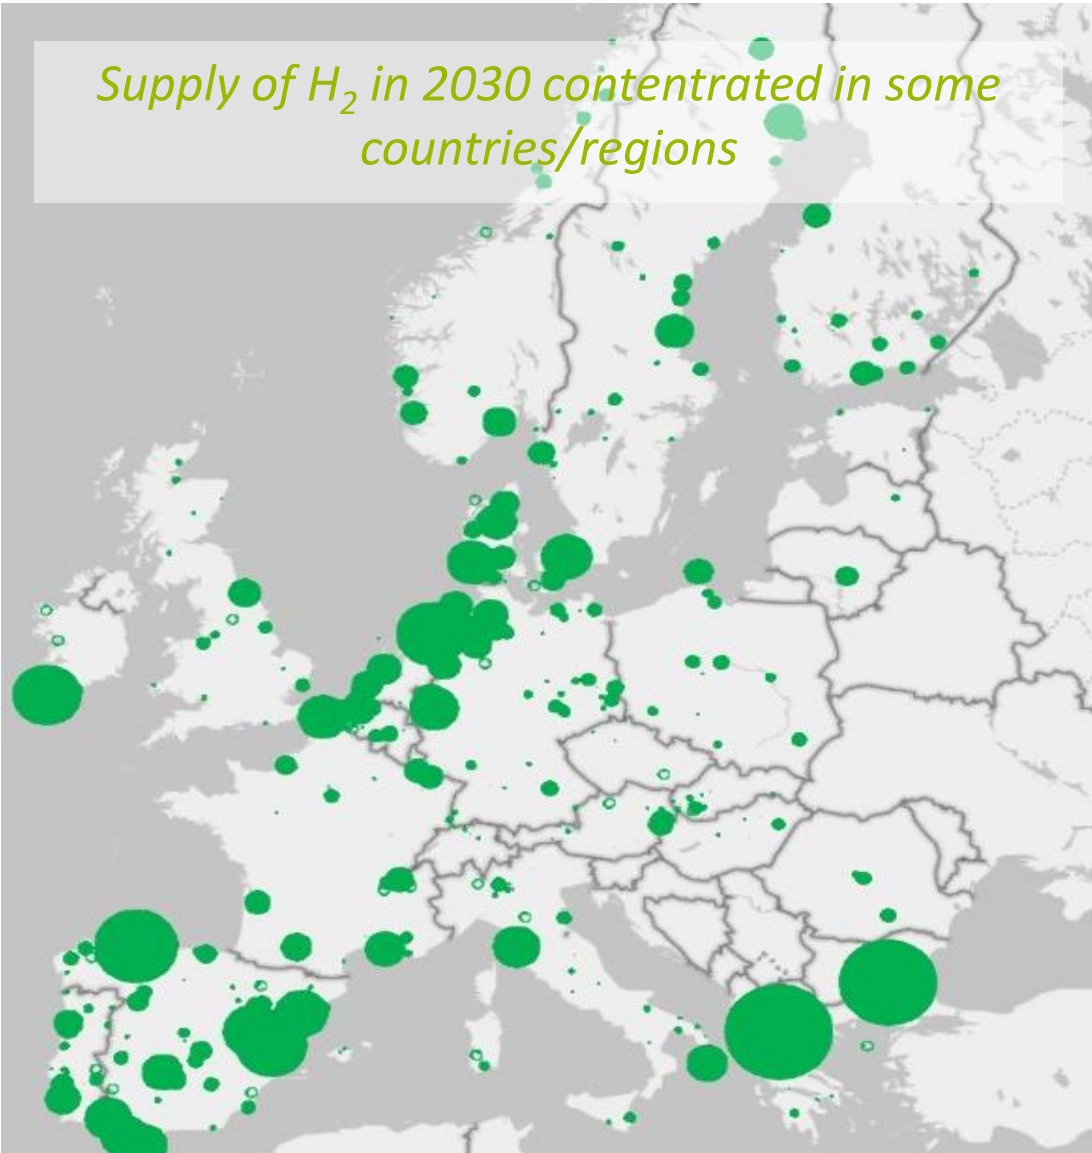 Supply of H₂ in 2030 contentrated in some
countries/regions